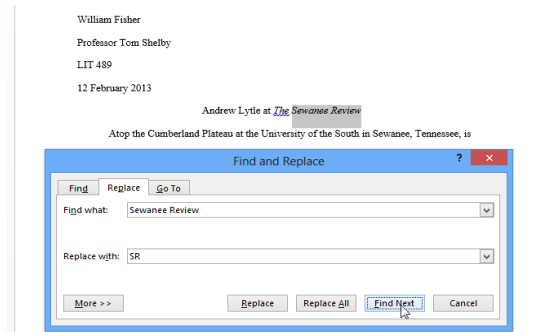 William Fisher
Professor Tom Shelby
LIT 489
12 February 2013
Andrew Lytle at The Sewanee Review
Atop the Cumberland Plateau at the University of the South in Sewanee, Tennessee, is
Find and Replace ? ×
Find Replace Go To
Find what: Sewanee Review
Replace with: SR
More >> Replace Replace All Find Next Cancel